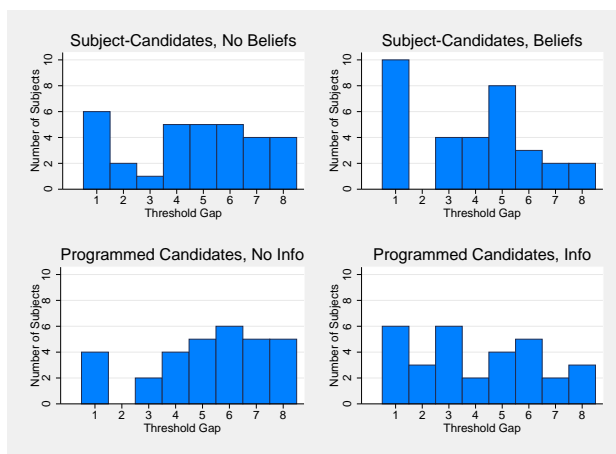 Subject-Candidates, No Beliefs
Number of Subjects
0 2 4 6 8 10
1 2 3 4 5 6 7 8
Threshold Gap
Subject-Candidates, Beliefs
Number of Subjects
0 2 4 6 8 10
1 2 3 4 5 6 7 8
Threshold Gap
Programmed Candidates, No Info
Number of Subjects
0 2 4 6 8 10
1 2 3 4 5 6 7 8
Threshold Gap
Programmed Candidates, Info
Number of Subjects
0 2 4 6 8 10
1 2 3 4 5 6 7 8
Threshold Gap